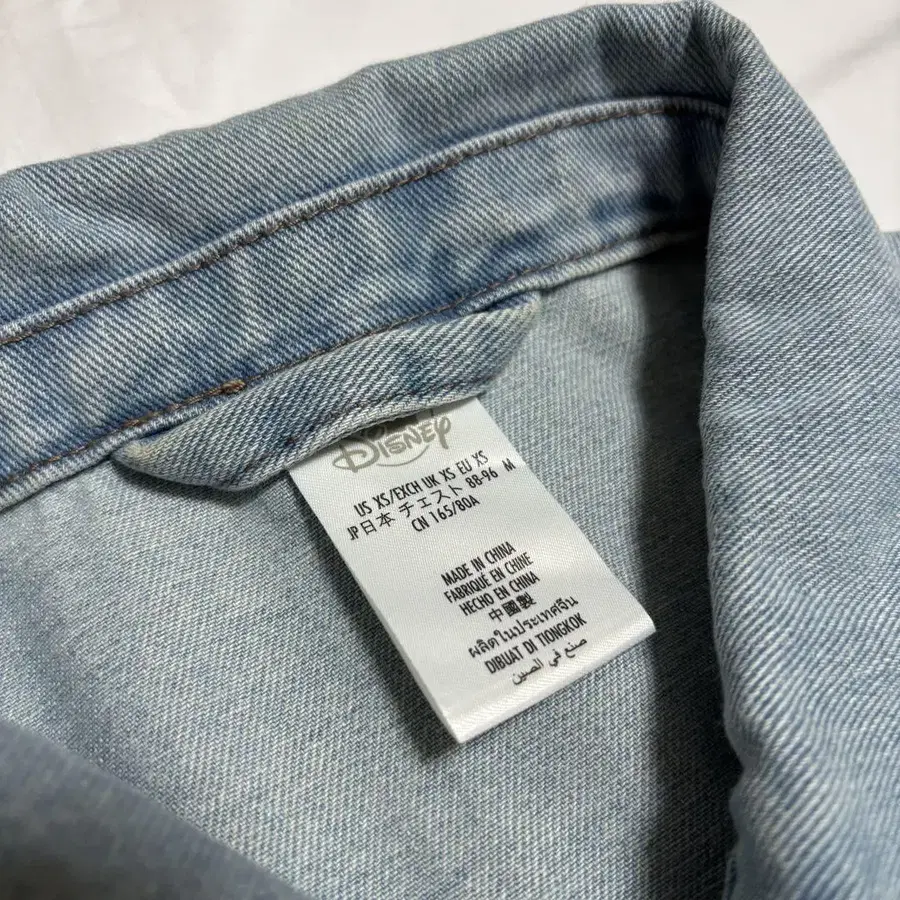 Disney
US XS/EXCH UK XS EU XS
JP日本 チェスト 88-96 M
CN 165/80A
MADE IN CHINA
FABRIQUÉ EN CHINE
HECHO EN CHINA
中國製
ผลิตในประเทศจีน
DIBUAT DI TIONGKOK
صنع في الصين